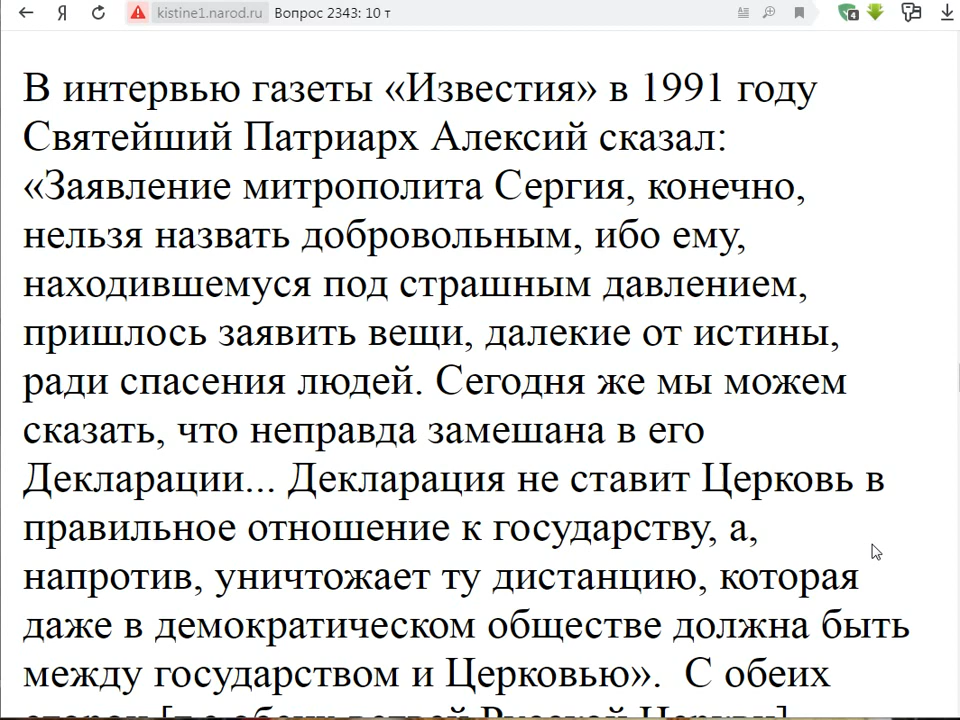 kistine1.narod.ru Вопрос 2343: 10 т
4
В интервью газеты «Известия» в 1991 году
Святейший Патриарх Алексий сказал:
«Заявление митрополита Сергия, конечно,
нельзя назвать добровольным, ибо ему,
находившемуся под страшным давлением,
пришлось заявить вещи, далекие от истины,
ради спасения людей. Сегодня же мы можем
сказать, что неправда замешана в его
Декларации... Декларация не ставит Церковь в
правильное отношение к государству, а,
напротив, уничтожает ту дистанцию, которая
даже в демократическом обществе должна быть
между государством и Церковью».  С обеих